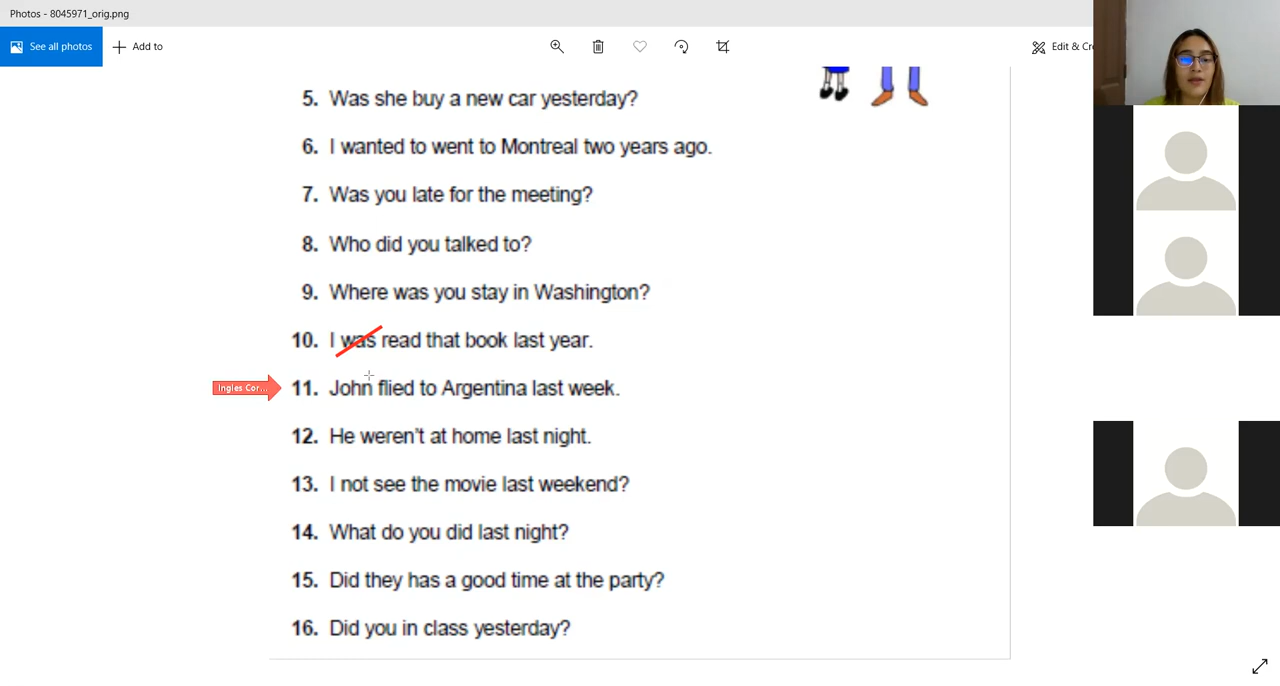 Photos - 8045971_orig.png
See all photos
Add to
Edit & Cr
5. Was she buy a new car yesterday?
6. I wanted to went to Montreal two years ago.
7. Was you late for the meeting?
8. Who did you talked to?
9. Where was you stay in Washington?
10. I was read that book last year.
Ingles Cor...
11. John flied to Argentina last week.
12. He weren't at home last night.
13. I not see the movie last weekend?
14. What do you did last night?
15. Did they has a good time at the party?
16. Did you in class yesterday?